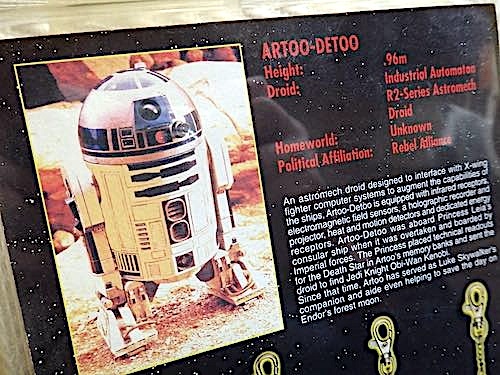 ARTOO-DETOO
Height: .96m
Droid: Industrial Automaton
R2-Series Astromech
Droid
Homeworld: Unknown
Political Affiliation: Rebel Alliance
An astromech droid designed to interface with X-wing
fighter computer systems to augment the capabilities of
the ships, Artoo-Detoo is equipped with infrared receptors,
electromagnetic field sensors, a holographic recorder and
projector, heat and motion detectors and dedicated energy
receptors. Artoo-Detoo was aboard Princess Leia's
consular ship when it was overtaken and boarded by
Imperial forces. The Princess placed technical readouts
for the Death Star in Artoo's memory banks and sent the
droid to find Jedi Knight Obi-Wan Kenobi.
Since that time, Artoo has served as Luke Skywalker's
companion and aide even helping to save the day on
Endor's forest moon.